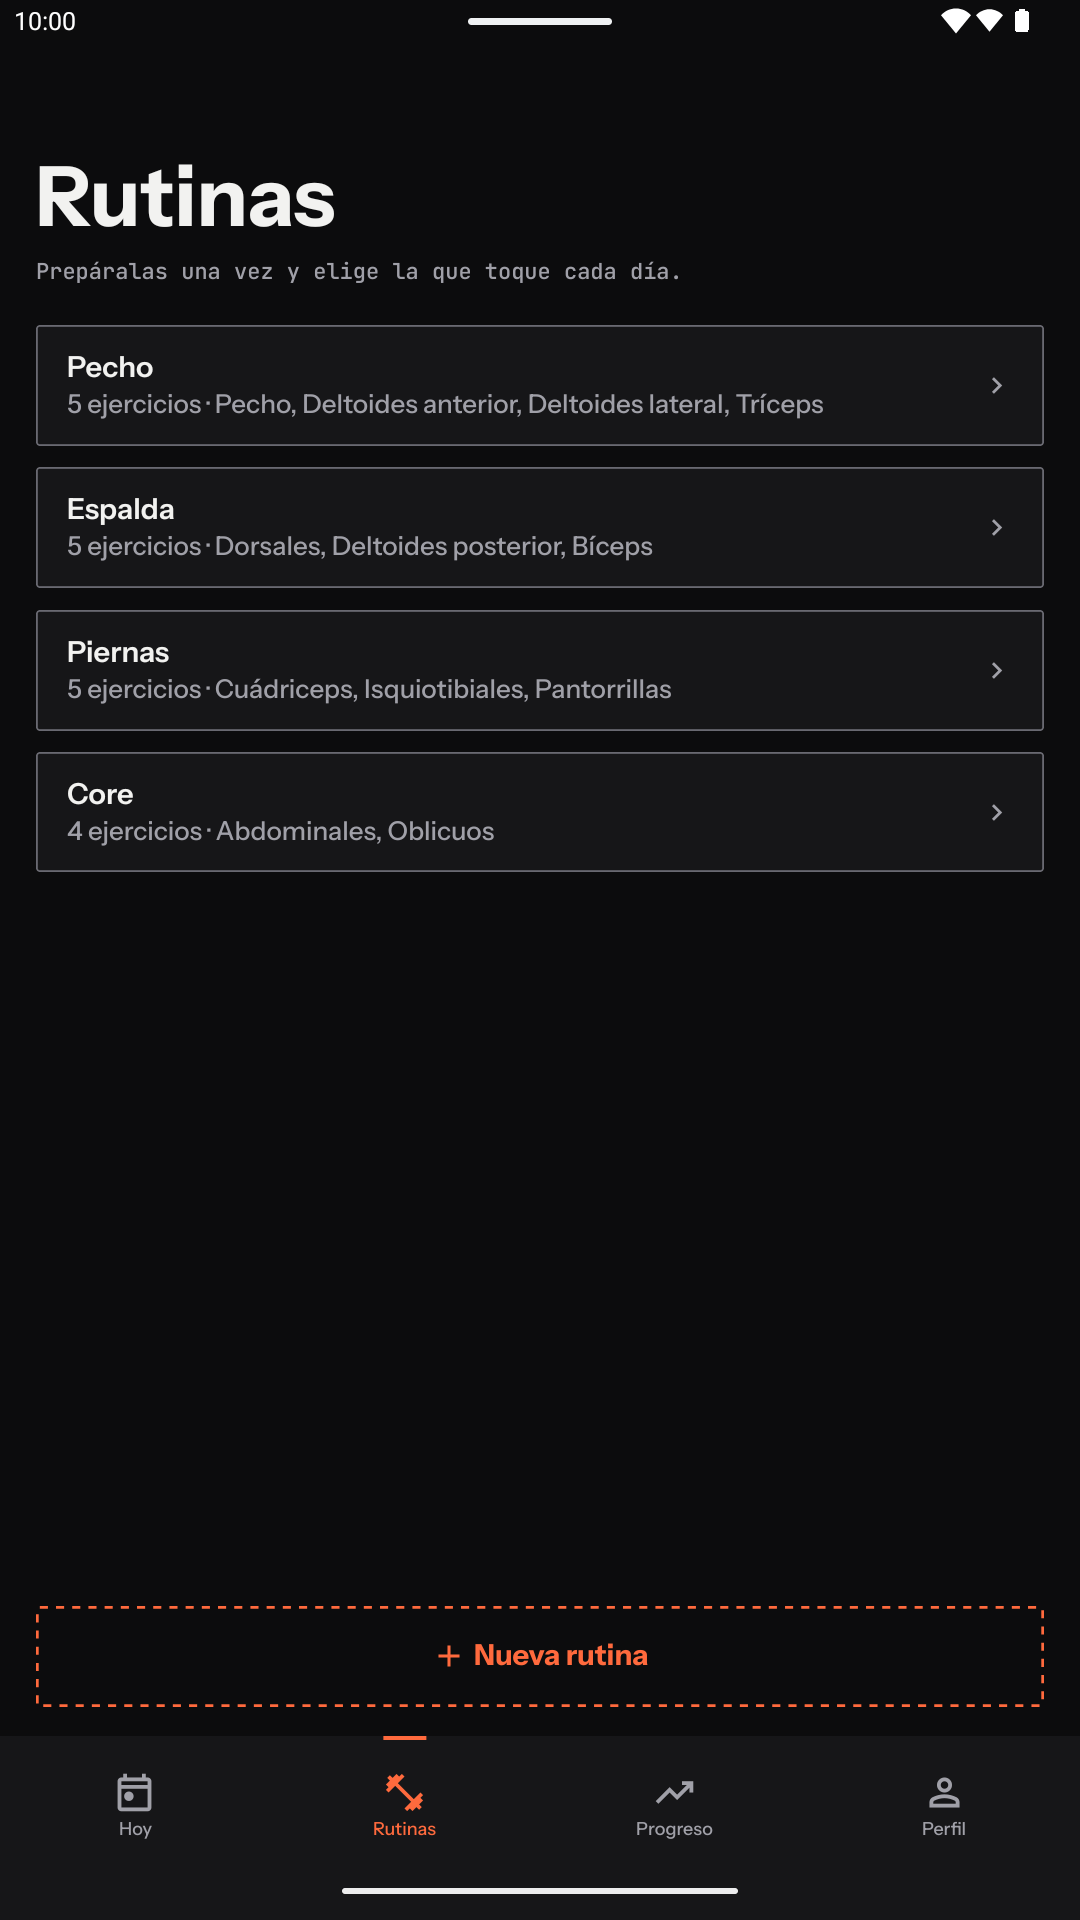 10:00
Rutinas
Prepáralas una vez y elige la que toque cada día.
Pecho
5 ejercicios · Pecho, Deltoides anterior, Deltoides lateral, Tríceps
Espalda
5 ejercicios · Dorsales, Deltoides posterior, Bíceps
Piernas
5 ejercicios · Cuádriceps, Isquiotibiales, Pantorrillas
Core
4 ejercicios · Abdominales, Oblicuos
+ Nueva rutina
Hoy
Rutinas
Progreso
Perfil